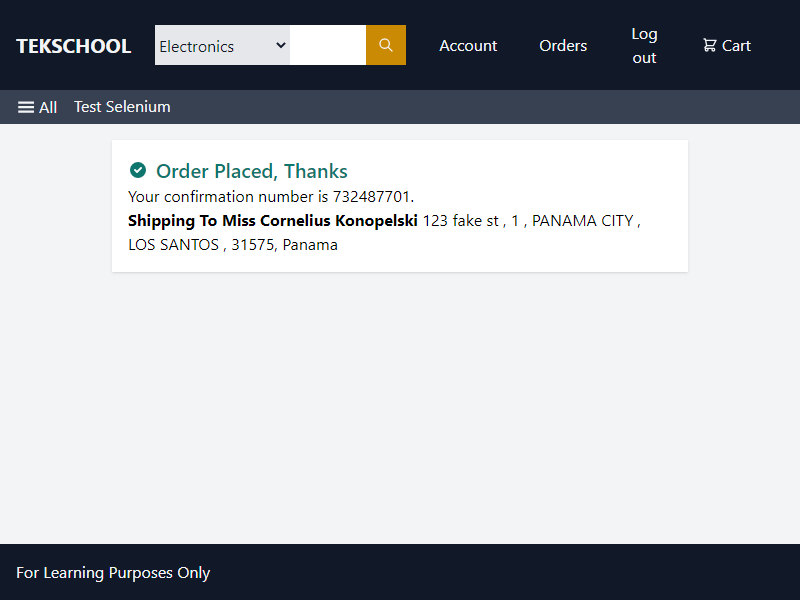 TEKSCHOOL
Electronics
Account
Orders
Log
out
Cart
All
Test Selenium
Order Placed, Thanks
Your confirmation number is 732487701.
Shipping To Miss Cornelius Konopelski 123 fake st , 1 , PANAMA CITY ,
LOS SANTOS , 31575, Panama
For Learning Purposes Only